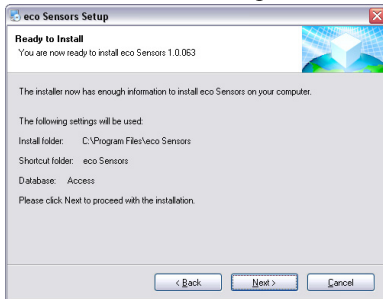 eco Sensors Setup
Ready to Install
You are now ready to install eco Sensors 1.0.063
The installer now has enough information to install eco Sensors on your computer.
The following settings will be used:
Install folder: C:\Program Files\eco Sensors
Shortcut folder: eco Sensors
Database: Access
Please click Next to proceed with the installation.
< Back Next > Cancel